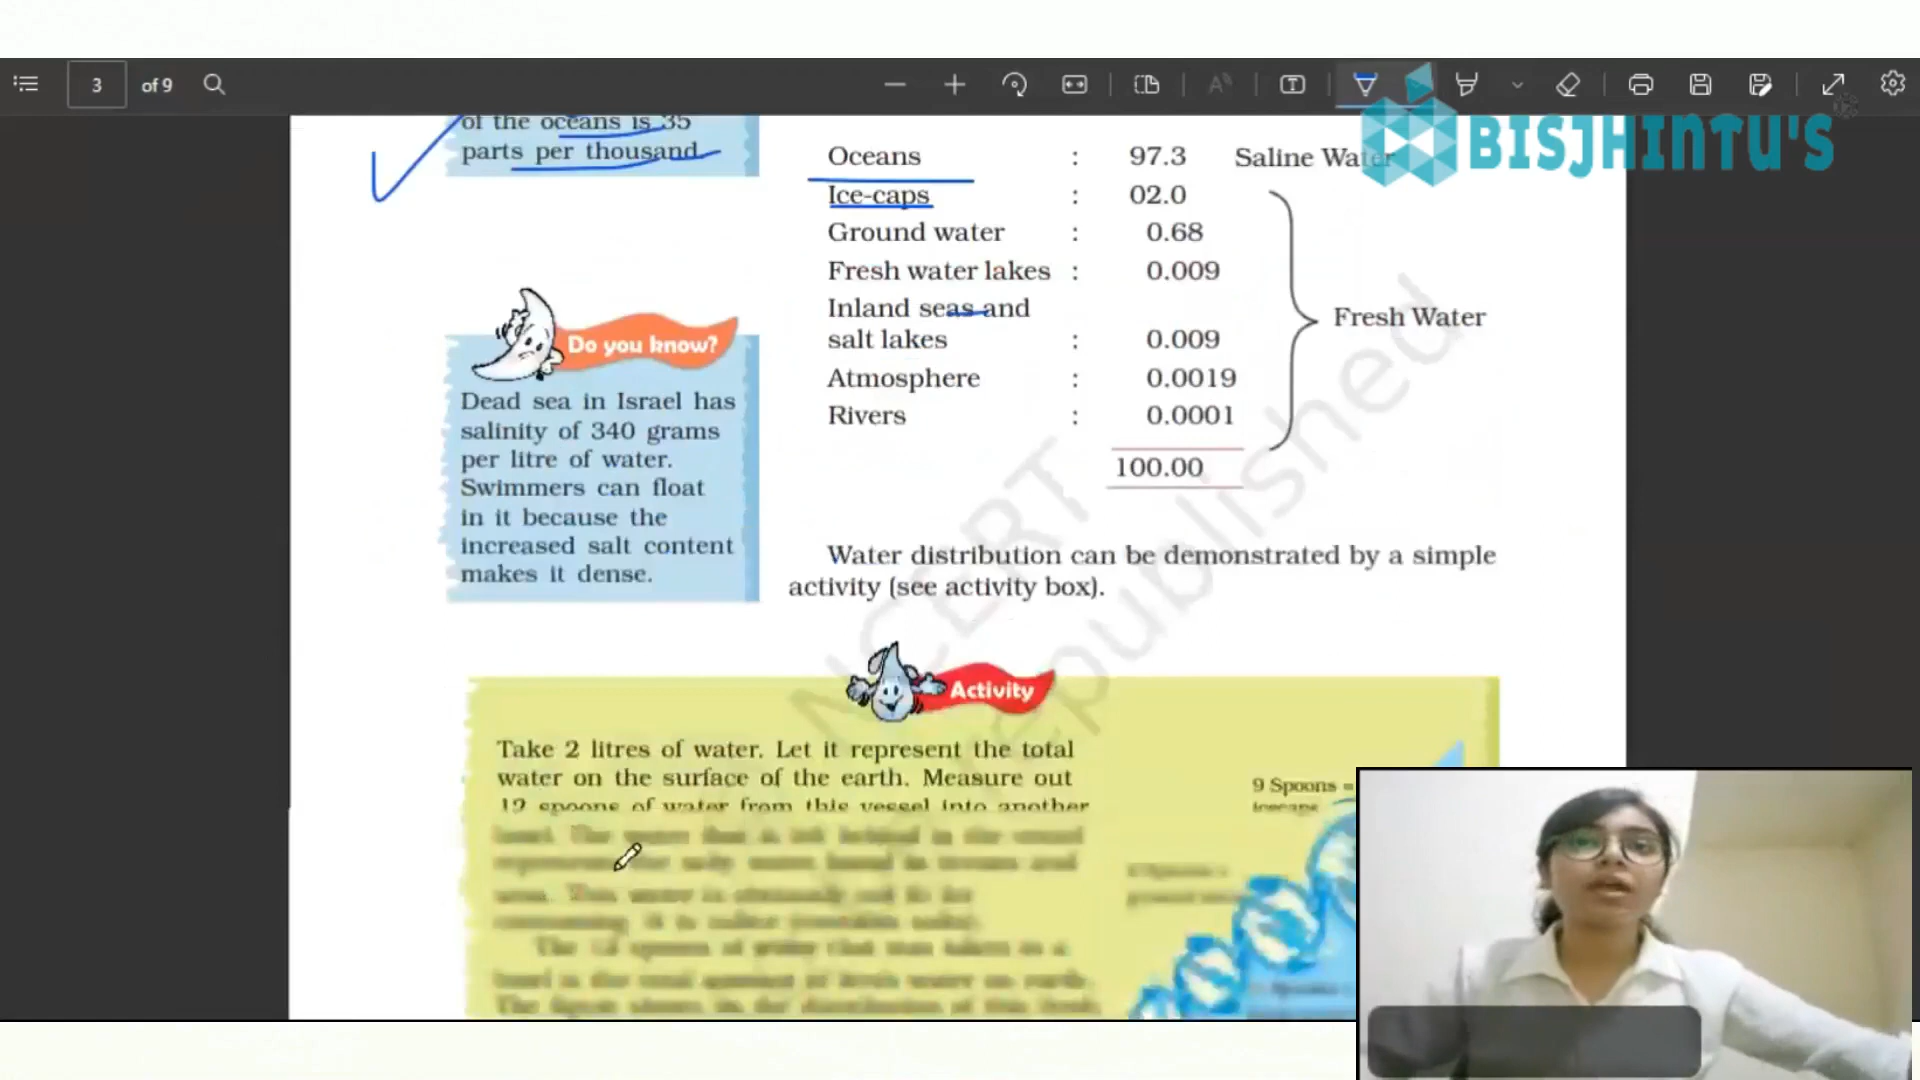 3 of 9
BISJHINTU'S
of the oceans is 35
parts per thousand
Oceans : 97.3 Saline Water
Ice-caps : 02.0
Ground water : 0.68
Fresh water lakes : 0.009
Inland seas and
salt lakes : 0.009
Atmosphere : 0.0019
Rivers : 0.0001
Fresh Water
100.00
Do you know?
Dead sea in Israel has
salinity of 340 grams
per litre of water.
Swimmers can float
in it because the
increased salt content
makes it dense.
Water distribution can be demonstrated by a simple
activity (see activity box).
NCERT
republished
Activity
Take 2 litres of water. Let it represent the total
water on the surface of the earth. Measure out
12 spoons of water from this vessel into another
9 Spoons =
icecaps